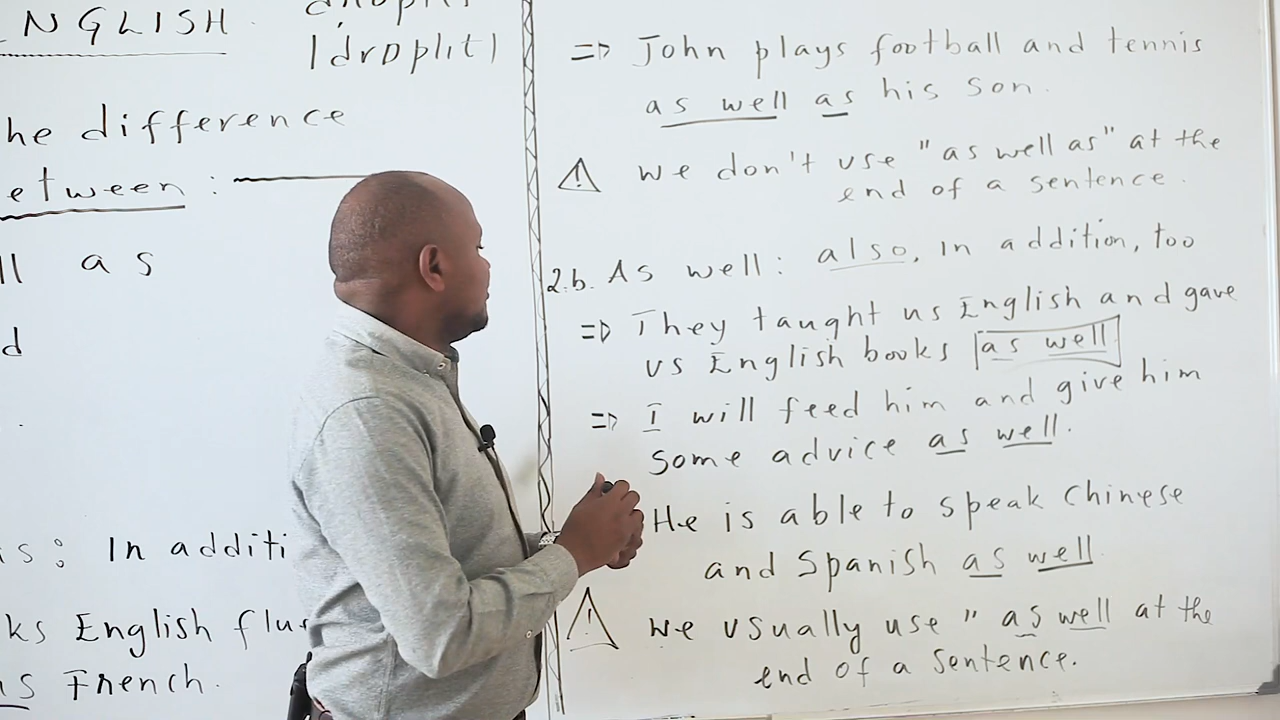 ENGLISH
/drɒplɪt/
he difference
etween :
ll as
d
is : In additi
ks English flu
as French.
=> John plays football and tennis
as well as his son.
⚠ We don't use "as well as" at the
end of a sentence.
2.b. As well : also, in addition, too
=> They taught us English and gave
us English books as well
=> I will feed him and give him
some advice as well.
He is able to speak Chinese
and Spanish as well
⚠ We usually use " as well at the
end of a sentence.